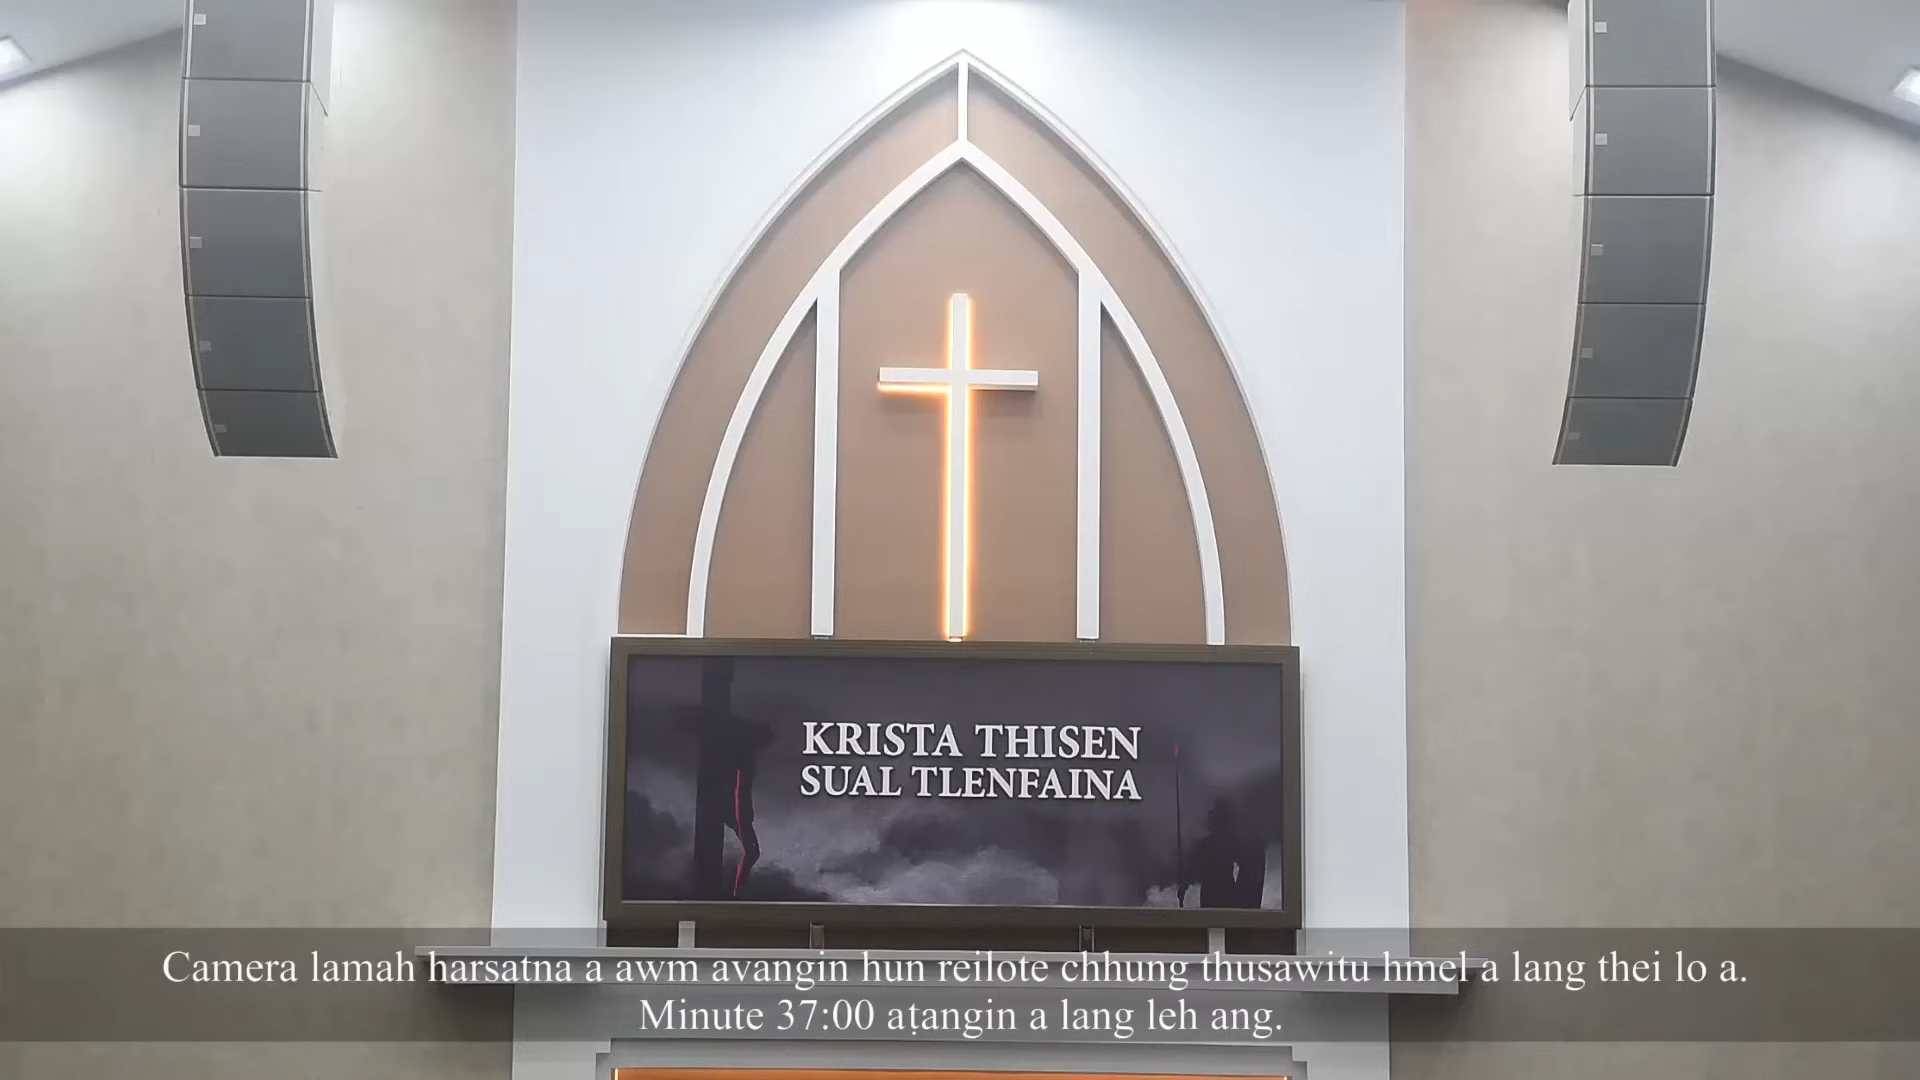 KRISTA THISEN
SUAL TLENFAINA
Camera lamah harsatna a awm avangin hun reilote chhung thusawitu hmel a lang thei lo a.
Minute 37:00 aṭangin a lang leh ang.